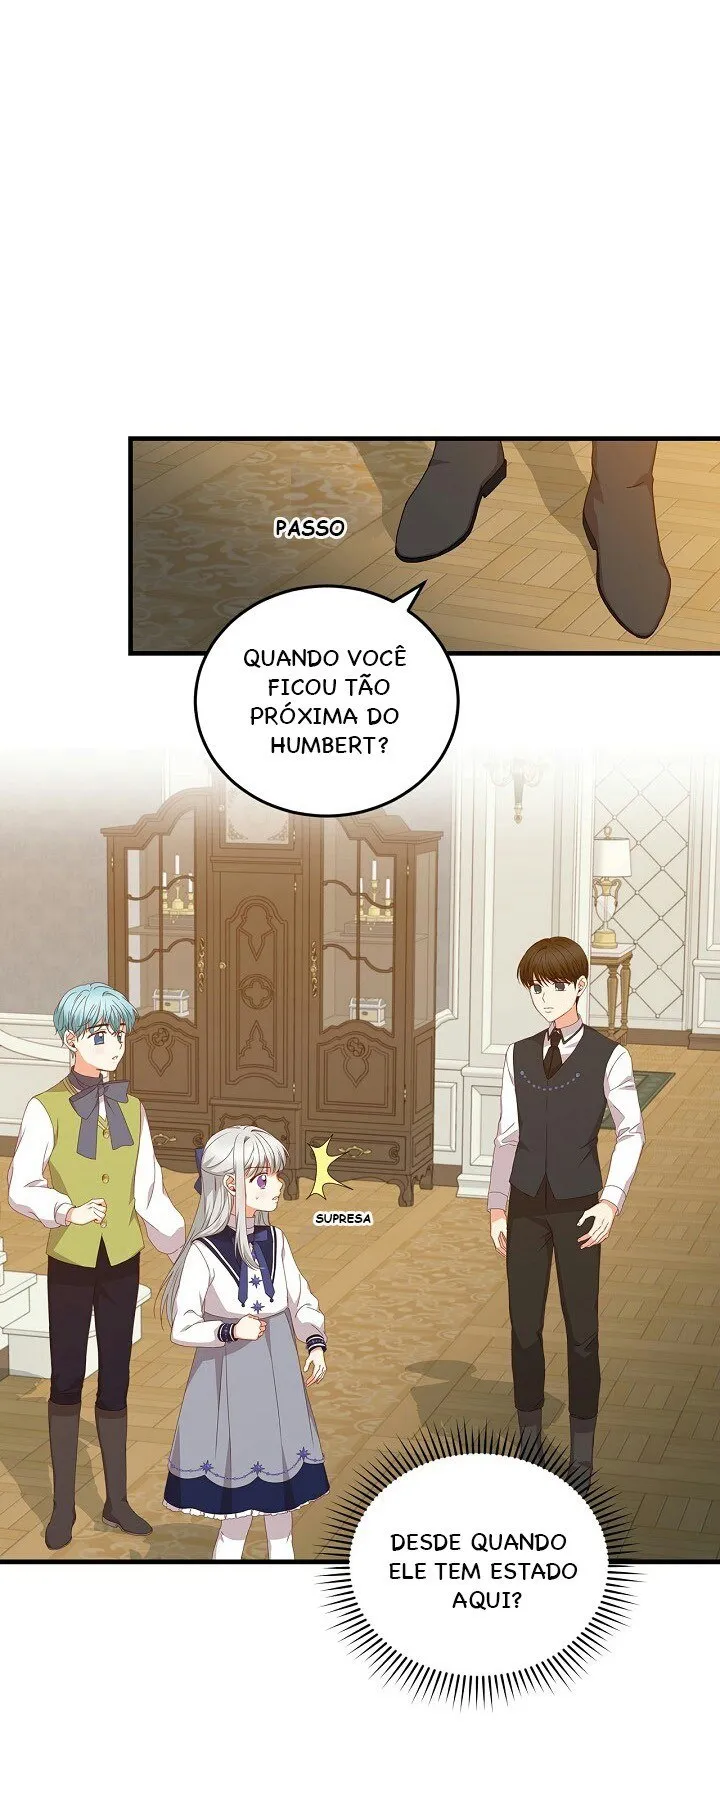 PASSO
QUANDO VOCÊ
FICOU TÃO
PRÓXIMA DO
HUMBERT?
SUPRESA
DESDE QUANDO
ELE TEM ESTADO
AQUI?